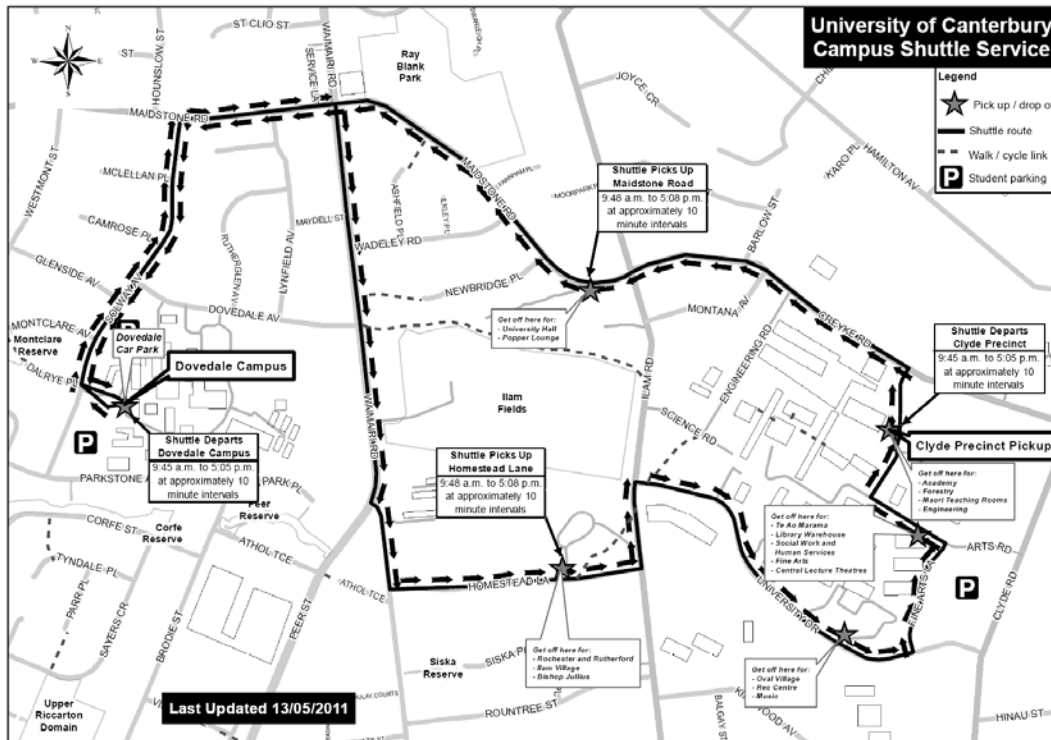 University of Canterbury
Campus Shuttle Service
Legend
Pick up / drop of
Shuttle route
Walk / cycle link
P Student parking
ST CLIO ST
ST
HOUNSLOW ST
SERVICE LA
WAIMAIRI RD
Ray
Blank
Park
JOYCE CR
KARO PL
HAMILTON AV
MAIDSTONE RD
WESTMONT ST
MCLELLAN PL
CAMROSE PL
GLENSIDE AV
SOLWAY AV
RUTHERGLEN AV
LYNFIELD AV
MAYDELL ST
ASHFIELD PL
ILKLEY PL
WADELEY RD
MAIDSTONE RD
Shuttle Picks Up
Maidstone Road
9:48 a.m. to 5:08 p.m.
at approximately 10
minute intervals
BARLOW ST
NEWBRIDGE PL
MONTANA AV
DOVEDALE AV
MONTCLARE AV
Montclare
Reserve
DALRYE PL
P
Dovedale
Car Park
Dovedale Campus
Get off here for:
- University Hall
- Popper Lounge
CREYKE RD
Shuttle Departs
Clyde Precinct
9:45 a.m. to 5:05 p.m.
at approximately 10
minute intervals
ENGINEERING RD
ILAM RD
SCIENCE RD
Ilam
Fields
WAIMAIRI RD
P
Shuttle Departs
Dovedale Campus
9:45 a.m. to 5:05 p.m.
at approximately 10
minute intervals
Shuttle Picks Up
Homestead Lane
9:48 a.m. to 5:08 p.m.
at approximately 10
minute intervals
Clyde Precinct Pickup
Get off here for:
- Academy
- Forestry
- Maori Teaching Rooms
- Engineering
PARKSTONE A
PARK PL
Peer
Reserve
CORFE ST
Corfe
Reserve
ATHOL TCE
ATHOL TCE
TYNDALE PL
PARR PL
SAYERS CR
BRODIE ST
PEER ST
HOMESTEAD LA
Get off here for:
- Te Ao Marama
- Library Warehouse
- Social Work and
Human Services
- Fine Arts
- Central Lecture Theatres
ARTS RD
P
CLYDE RD
FINE ARTS LA
UNIVERSITY DR
Get off here for:
- Rochester and Rutherford
- Ilam Village
- Bishop Jullius
Get off here for:
- Oval Village
- Rec Centre
- Music
Siska
Reserve
SISKA P
ROUNTREE ST
BALGAY ST
HINAU ST
Upper
Riccarton
Domain
Last Updated 13/05/2011